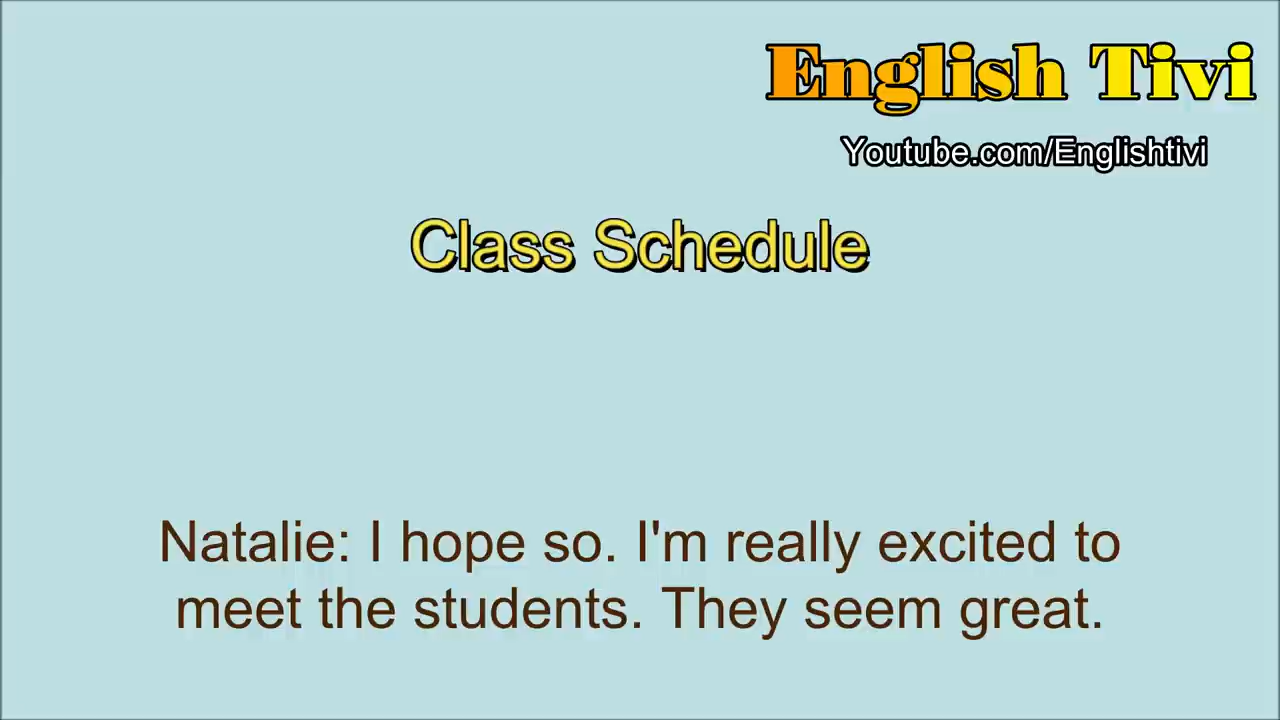 English Tivi
Youtube.com/Englishtivi
Class Schedule
Natalie: I hope so. I'm really excited to
meet the students. They seem great.